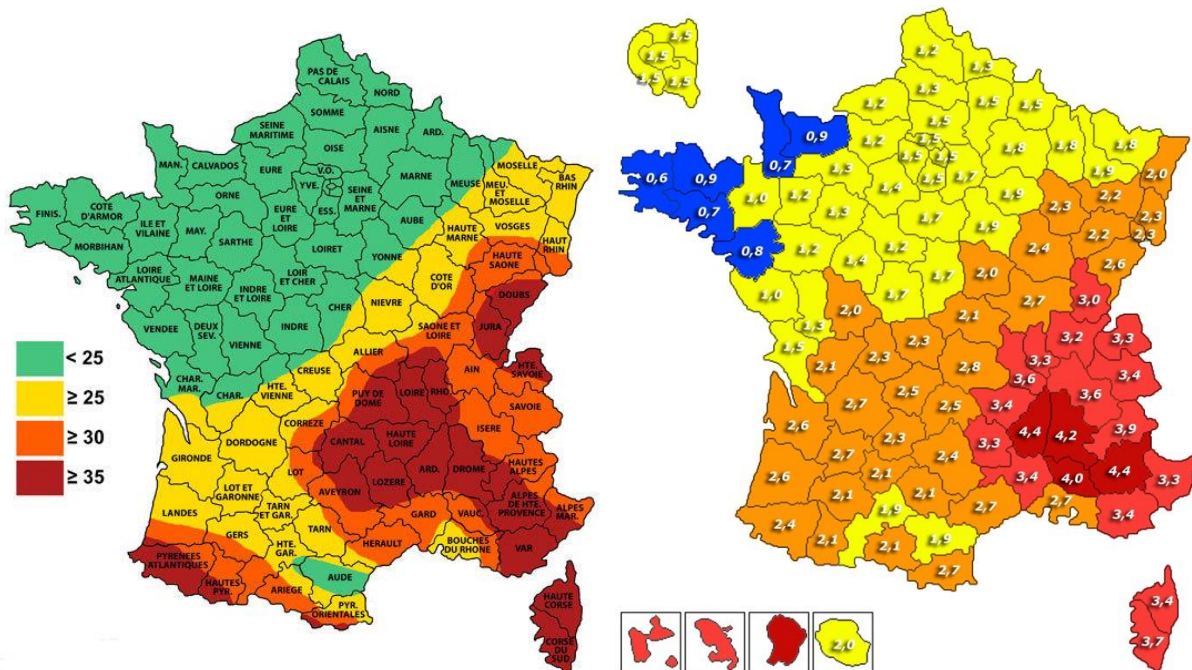 PAS DE
CALAIS
NORD
SOMME
SEINE
MARITIME
AISNE
ARD.
OISE
MAN.
CALVADOS
EURE
V.O.
YVE.
ESS.
SEINE
ET
MARNE
MARNE
MEUSE
MOSELLE
MEU.
ET
MOSELLE
BAS
RHIN
ORNE
EURE
ET
LOIRE
AUBE
HAUTE
MARNE
VOSGES
HAUT
RHIN
FINIS.
COTE
D'ARMOR
ILE ET
VILAINE
MAY.
SARTHE
MORBIHAN
LOIRET
YONNE
HAUTE
SAONE
LOIRE
ATLANTIQUE
MAINE
ET LOIRE
INDRE
ET LOIRE
LOIR
ET CHER
COTE
D'OR
DOUBS
CHER
NIEVRE
JURA
VENDEE
DEUX
SEV.
VIENNE
INDRE
SAONE ET
LOIRE
ALLIER
AIN
HTE.
SAVOIE
CHAR.
MAR.
CHAR.
HTE.
VIENNE
CREUSE
PUY DE
DOME
LOIRE
RHO.
SAVOIE
CORREZE
ISERE
DORDOGNE
CANTAL
HAUTE
LOIRE
GIRONDE
LOT
ARD.
DROME
HAUTES
ALPES
LOT ET
GARONNE
AVEYRON
LOZERE
LANDES
TARN
ET GAR.
TARN
GARD
VAUC.
ALPES
DE HTE.
PROVENCE
ALPES
MAR.
GERS
HTE.
GAR.
HERAULT
BOUCHES
DU RHONE
VAR
PYRENEES
ATLANTIQUES
HAUTES
PYR.
ARIEGE
AUDE
PYR.
ORIENTALES
HAUTE
CORSE
CORSE
DU
SUD
< 25
≥ 25
≥ 30
≥ 35
1,5
1,5
1,5
1,5
1,2
1,3
1,3
1,2
1,5
1,5
1,5
0,9
1,2
1,5
1,5
1,5
1,5
1,7
1,8
1,8
1,8
1,9
2,0
0,7
0,6
0,9
0,7
1,0
1,2
1,3
1,4
1,3
1,9
2,3
2,2
2,3
2,3
1,7
1,9
2,4
2,2
0,8
1,2
1,4
1,2
1,7
2,0
2,6
1,0
1,7
2,7
3,0
1,3
2,0
2,1
1,5
2,3
2,3
3,2
3,3
2,1
2,8
3,3
3,6
3,4
2,5
2,7
2,5
3,4
3,6
2,6
2,3
4,4
4,2
3,9
2,7
2,4
3,3
2,6
2,1
3,4
4,0
4,4
3,3
2,1
1,9
2,1
2,7
2,7
3,4
2,4
2,1
2,1
1,9
2,7
3,4
3,7
2,0